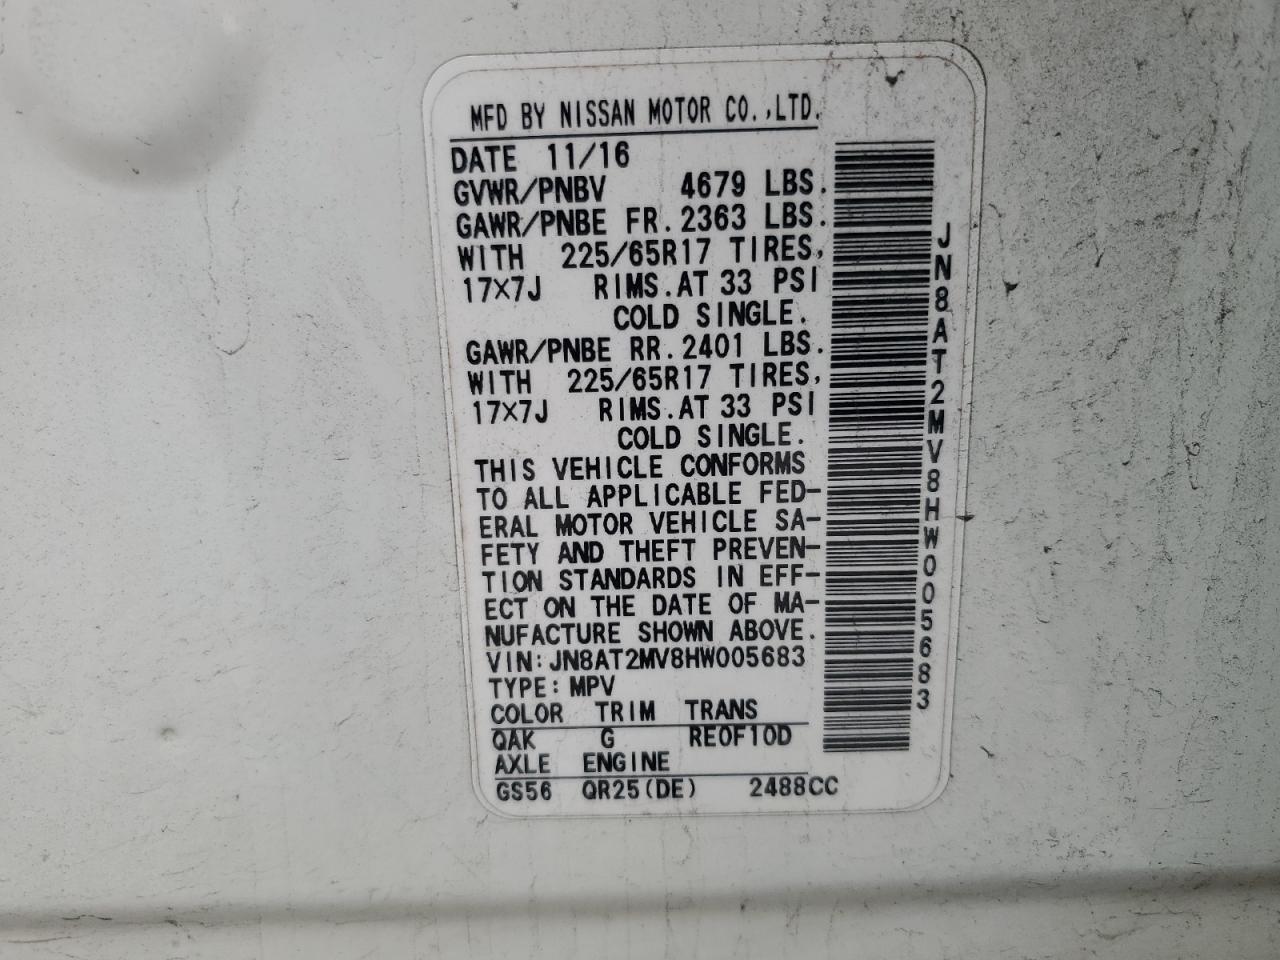 MFD BY NISSAN MOTOR CO.,LTD.
DATE 11/16
GVWR/PNBV 4679 LBS.
GAWR/PNBE FR. 2363 LBS.
WITH 225/65R17 TIRES,
17×7J RIMS. AT 33 PSI
COLD SINGLE.
GAWR/PNBE RR. 2401 LBS.
WITH 225/65R17 TIRES,
17×7J RIMS. AT 33 PSI
COLD SINGLE.
THIS VEHICLE CONFORMS
TO ALL APPLICABLE FED-
ERAL MOTOR VEHICLE SA-
FETY AND THEFT PREVEN-
TION STANDARDS IN EFF-
ECT ON THE DATE OF MA-
NUFACTURE SHOWN ABOVE.
VIN: JN8AT2MV8HW005683
TYPE: MPV
COLOR TRIM TRANS
QAK G RE0F10D
AXLE ENGINE
GS56 QR25(DE) 2488CC
JN8AT2MV8HW005683